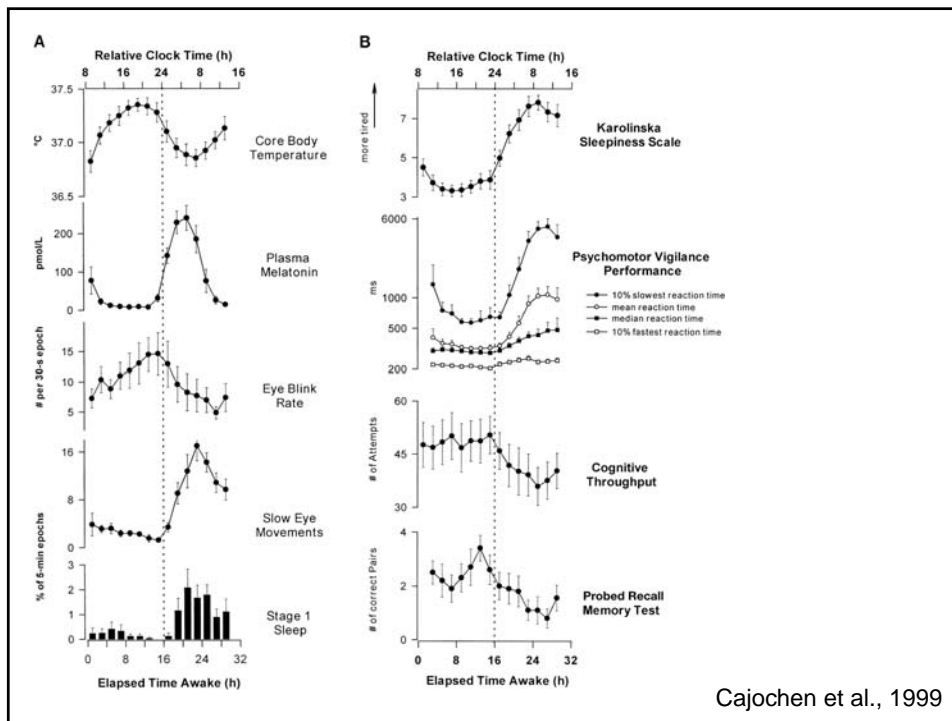 A
Relative Clock Time (h)
8 16 24 8 16
37.5
37.0
36.5
°C
Core Body
Temperature
200
100
0
pmol/L
Plasma
Melatonin
15
10
5
# per 30-s epoch
Eye Blink
Rate
16
8
0
Slow Eye
Movements
% of 5-min epochs
3
2
1
0
Stage 1
Sleep
0 8 16 24 32
Elapsed Time Awake (h)
B
Relative Clock Time (h)
8 16 24 8 16
more tired
7
5
3
Karolinska
Sleepiness Scale
6000
1000
500
200
ms
Psychomotor Vigilance
Performance
10% slowest reaction time
mean reaction time
median reaction time
10% fastest reaction time
60
45
30
# of Attempts
Cognitive
Throughput
4
2
0
# of correct Pairs
Probed Recall
Memory Test
0 8 16 24 32
Elapsed Time Awake (h)
Cajochen et al., 1999